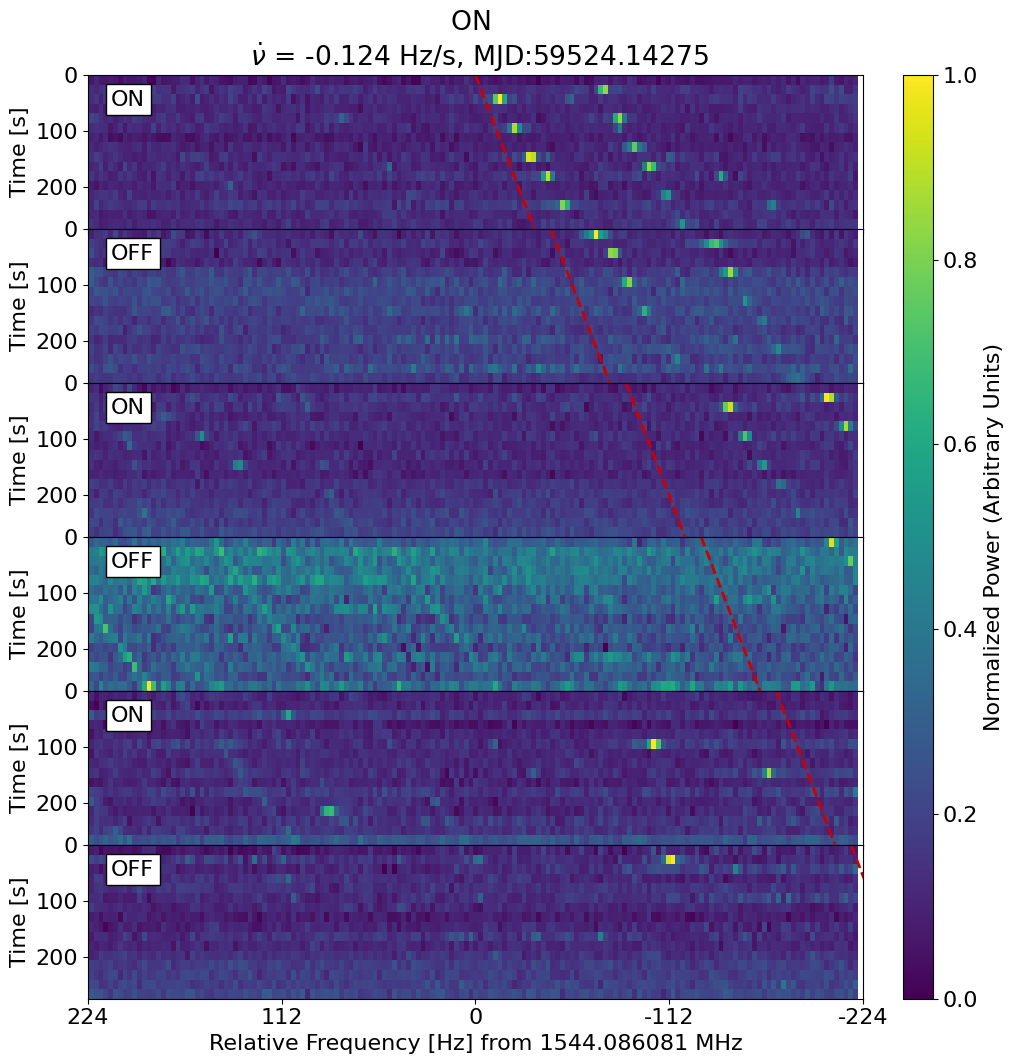 ON
ν̇ = -0.124 Hz/s, MJD:59524.14275
0
ON
100
200
Time [s]
0
OFF
100
200
Time [s]
0
ON
100
200
Time [s]
0
OFF
100
200
Time [s]
0
ON
100
200
Time [s]
0
OFF
100
200
Time [s]
224 112 0 -112 -224
Relative Frequency [Hz] from 1544.086081 MHz
1.0
0.8
0.6
0.4
0.2
0.0
Normalized Power (Arbitrary Units)